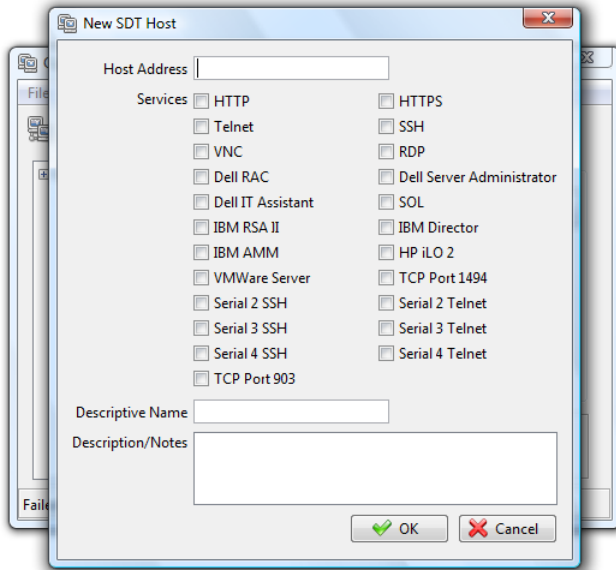 New SDT Host
File
Host Address
Services
HTTP HTTPS
Telnet SSH
VNC RDP
Dell RAC Dell Server Administrator
Dell IT Assistant SOL
IBM RSA II IBM Director
IBM AMM HP iLO 2
VMWare Server TCP Port 1494
Serial 2 SSH Serial 2 Telnet
Serial 3 SSH Serial 3 Telnet
Serial 4 SSH Serial 4 Telnet
TCP Port 903
Descriptive Name
Description/Notes
OK Cancel